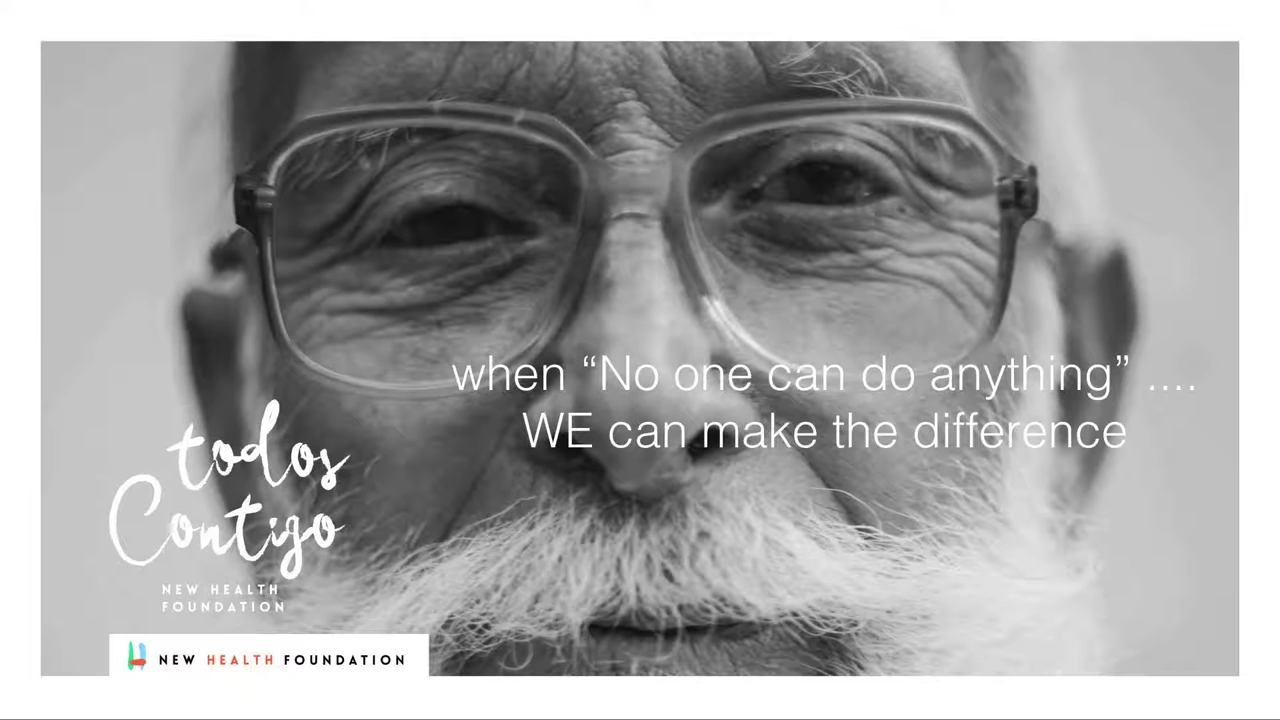 when “No one can do anything” ....
WE can make the difference
todos
Contigo
NEW HEALTH
FOUNDATION
NEW HEALTH FOUNDATION